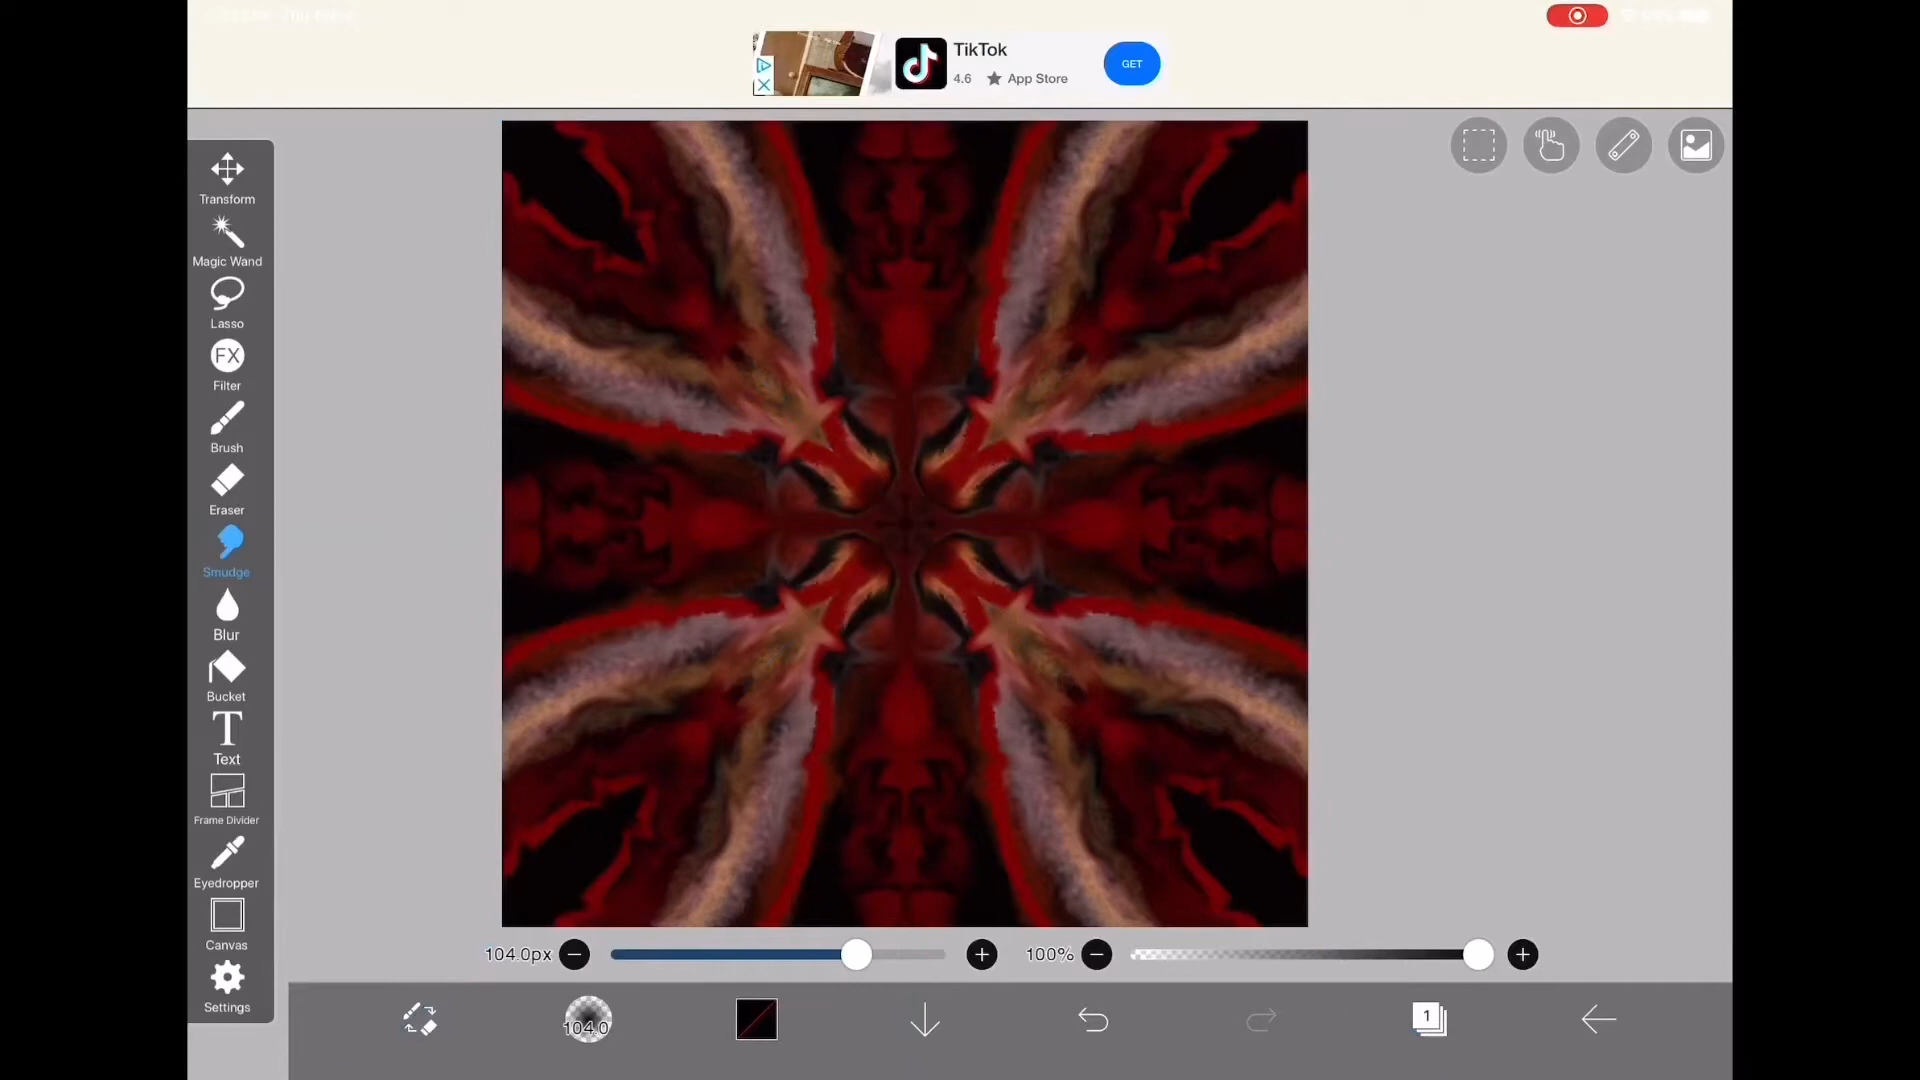 TikTok
4.6 App Store
GET
Transform
Magic Wand
Lasso
FX
Filter
Brush
Eraser
Smudge
Blur
Bucket
T
Text
Frame Divider
Eyedropper
Canvas
Settings
104.0px
100%
104.0
1